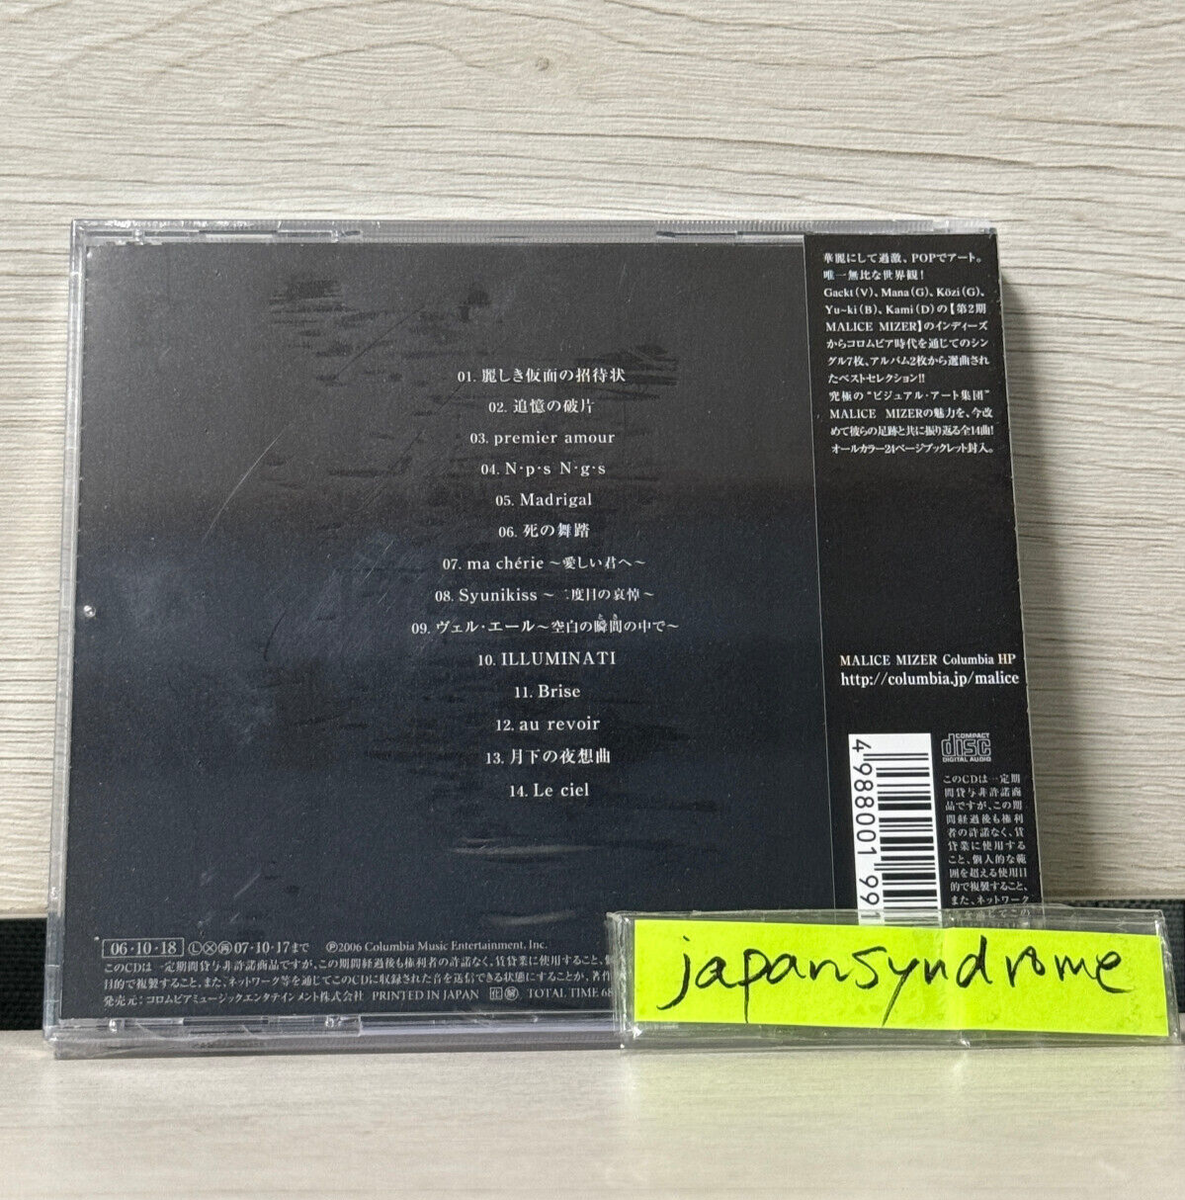 01. 麗しき仮面の招待状
02. 追憶の破片
03. premier amour
04. N・p・s N・g・s
05. Madrigal
06. 死の舞踏
07. ma chérie ～愛しい君へ～
08. Syunikiss ～二度目の哀悼～
09. ヴェル・エール～空白の瞬間の中で～
10. ILLUMINATI
11. Brise
12. au revoir
13. 月下の夜想曲
14. Le ciel
06・10・18 Ⓛ Ⓧ 再 07・10・17まで ℗2006 Columbia Music Entertainment, Inc.
このCDは一定期間貸与非許諾商品ですが、この期間経過後も権利者の許諾なく、賃貸業に使用すること、
目的で複製すること、また、ネットワーク等を通じてこのCDに収録された音を送信できる状態にすることが、著作
発売元：コロムビアミュージックエンタテインメント株式会社 PRINTED IN JAPAN TOTAL TIME 68
華麗にして過激、POPでアート。
唯一無比な世界観！
Gackt（V）、Mana（G）、Közi（G）、
Yu~ki（B）、Kami（D）の【第2期
MALICE MIZER】のインディーズ
からコロムビア時代を通じてのシン
グル7枚、アルバム2枚から選曲され
たベストセレクション!!
究極の“ビジュアル・アート集団”
MALICE MIZERの魅力を、今改
めて彼らの足跡と共に振り返る全14曲!
オールカラー24ページブックレット封入。
MALICE MIZER Columbia HP
http://columbia.jp/malice
COMPACT
disc
DIGITAL AUDIO
4 988001 991
このCDは一定期
間貸与非許諾商
品ですが、この期
間経過後も権利
者の許諾なく、賃
貸業に使用する
こと、個人的な範
囲を超える使用目
的で複製すること、
また、ネットワーク
japansyndrome